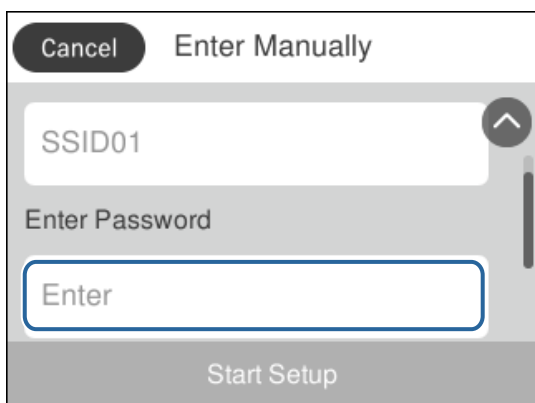 Cancel Enter Manually
SSID01
Enter Password
Enter
Start Setup